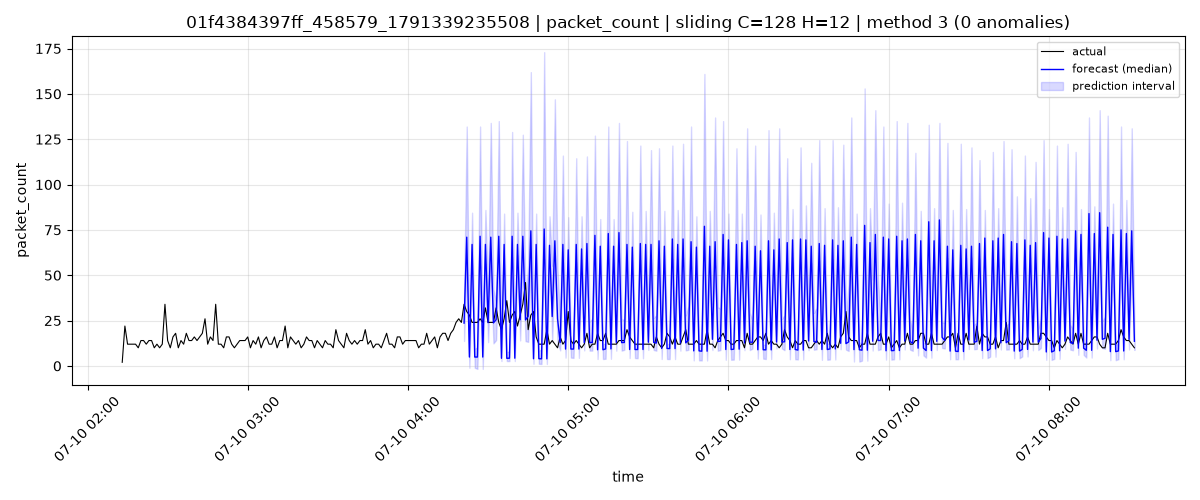 01f4384397ff_458579_1791339235508 | packet_count | sliding C=128 H=12 | method 3 (0 anomalies)
actual
forecast (median)
prediction interval
packet_count
175
150
125
100
75
50
25
0
07-10 02:00
07-10 03:00
07-10 04:00
07-10 05:00
07-10 06:00
07-10 07:00
07-10 08:00
time